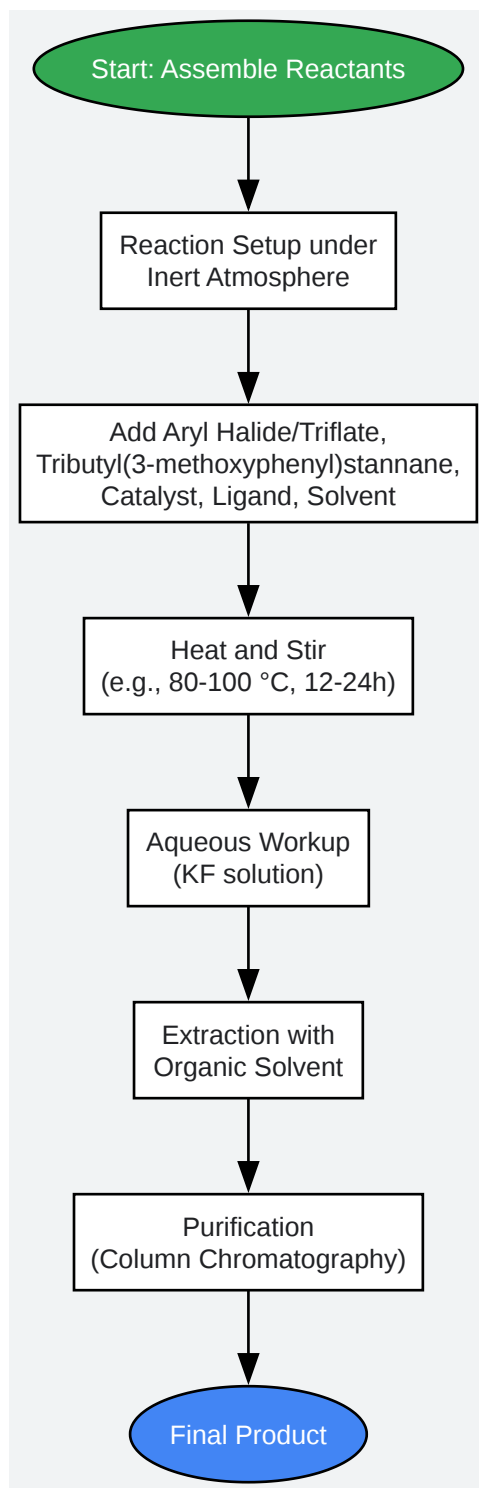 Start: Assemble Reactants
Reaction Setup under
Inert Atmosphere
Add Aryl Halide/Triflate,
Tributyl(3-methoxyphenyl)stannane,
Catalyst, Ligand, Solvent
Heat and Stir
(e.g., 80-100 °C, 12-24h)
Aqueous Workup
(KF solution)
Extraction with
Organic Solvent
Purification
(Column Chromatography)
Final Product